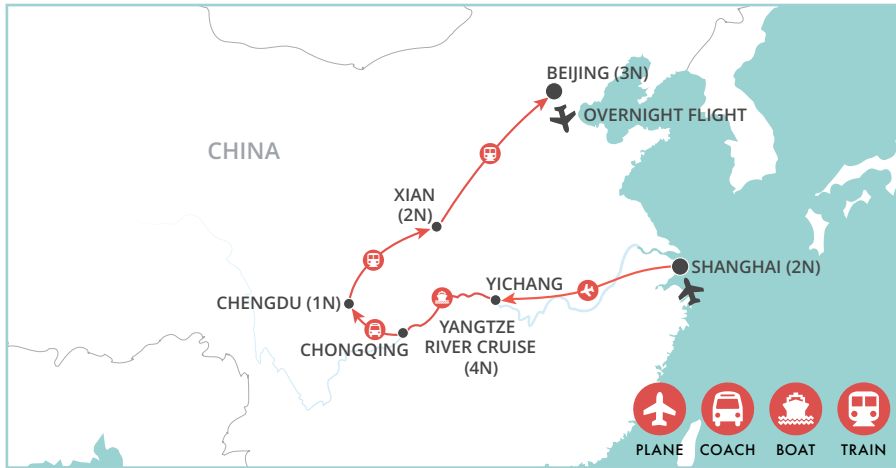 BEIJING (3N)
OVERNIGHT FLIGHT
CHINA
XIAN
(2N)
SHANGHAI (2N)
YICHANG
CHENGDU (1N)
YANGTZE
RIVER CRUISE
(4N)
CHONGQING
PLANE
COACH
BOAT
TRAIN